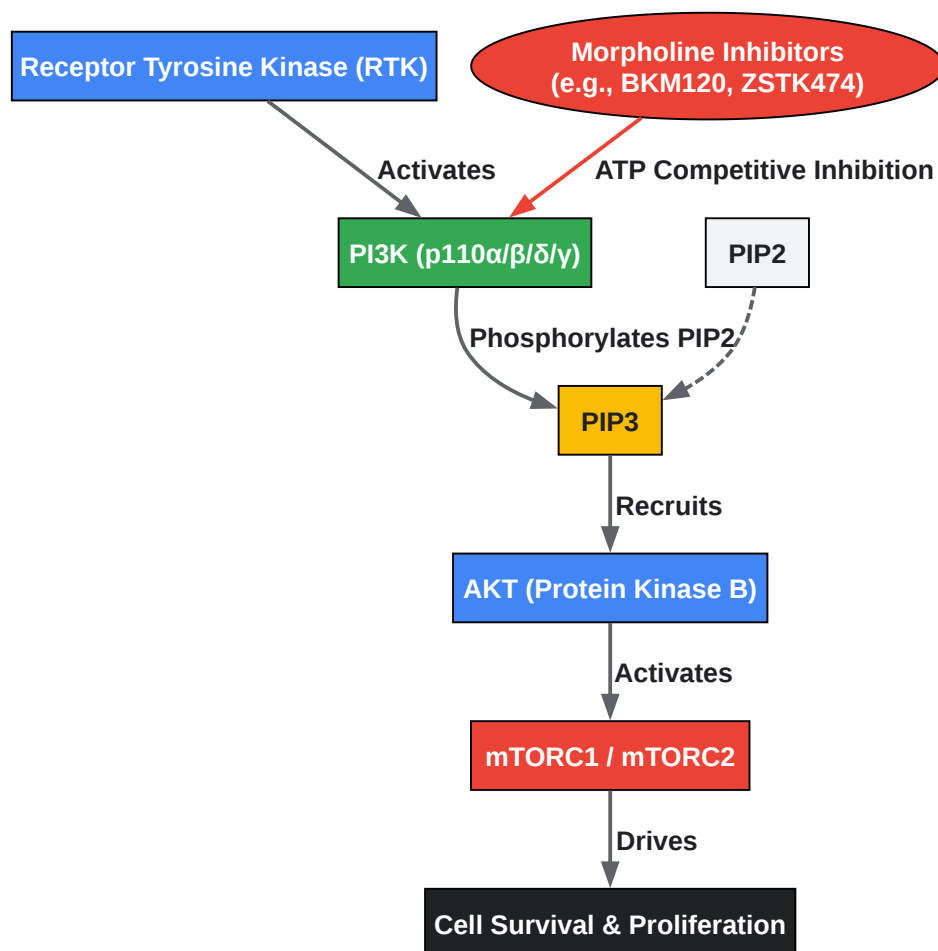 Receptor Tyrosine Kinase (RTK)
Morpholine Inhibitors
(e.g., BKM120, ZSTK474)
Activates
ATP Competitive Inhibition
PI3K (p110α/β/δ/γ)
PIP2
Phosphorylates PIP2
PIP3
Recruits
AKT (Protein Kinase B)
Activates
mTORC1 / mTORC2
Drives
Cell Survival & Proliferation